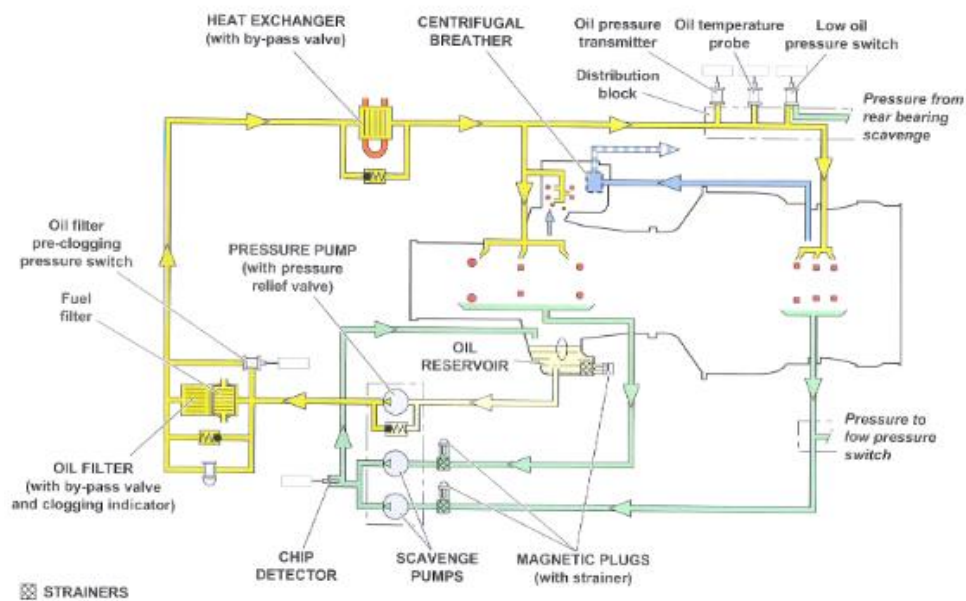 HEAT EXCHANGER
(with by-pass valve)
CENTRIFUGAL
BREATHER
Oil pressure
transmitter
Oil temperature
probe
Low oil
pressure switch
Distribution
block
Pressure from
rear bearing
scavenge
Oil filter
pre-clogging
pressure switch
PRESSURE PUMP
(with pressure
relief valve)
Fuel
filter
OIL
RESERVOIR
Pressure to
low pressure
switch
OIL FILTER
(with by-pass valve
and clogging indicator)
CHIP
DETECTOR
SCAVENGE
PUMPS
MAGNETIC PLUGS
(with strainer)
STRAINERS